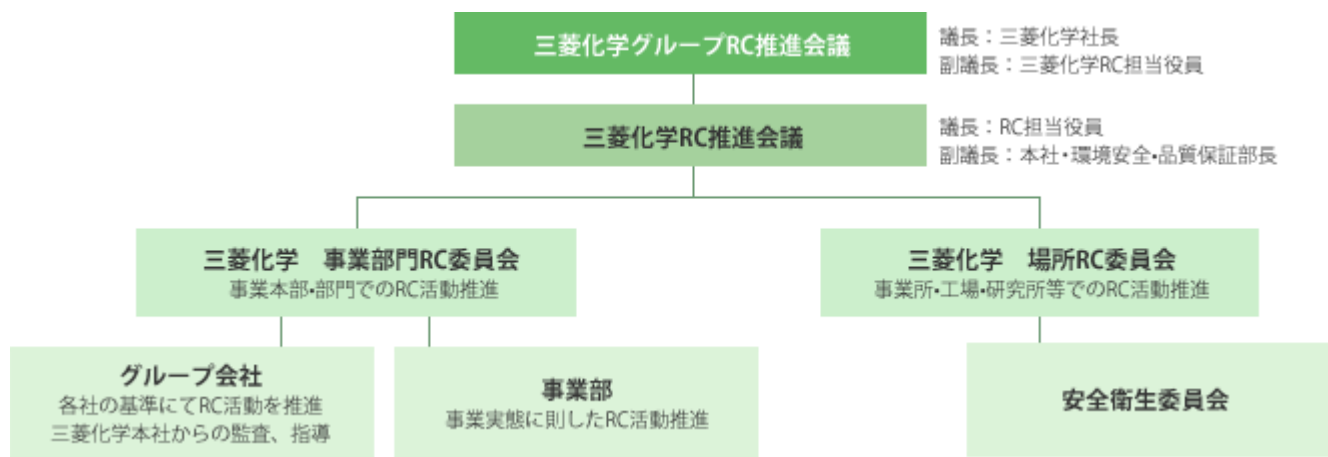 三菱化学グループRC推進会議
議長：三菱化学社長
副議長：三菱化学RC担当役員
三菱化学RC推進会議
議長：RC担当役員
副議長：本社・環境安全・品質保証部長
三菱化学　事業部門RC委員会
事業本部・部門でのRC活動推進
三菱化学　場所RC委員会
事業所・工場・研究所等でのRC活動推進
グループ会社
各社の基準にてRC活動を推進
三菱化学本社からの監査、指導
事業部
事業実態に則したRC活動推進
安全衛生委員会